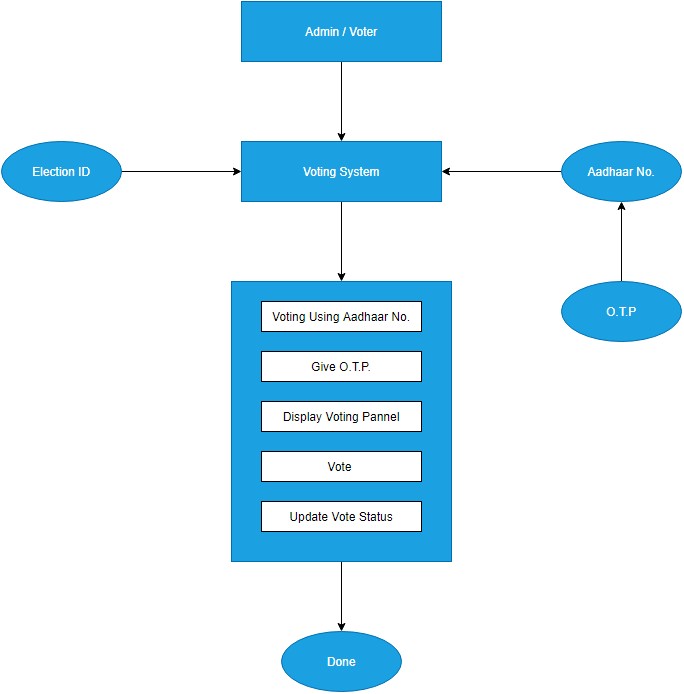 Admin / Voter
Election ID
Voting System
Aadhaar No.
O.T.P
Voting Using Aadhaar No.
Give O.T.P.
Display Voting Pannel
Vote
Update Vote Status
Done